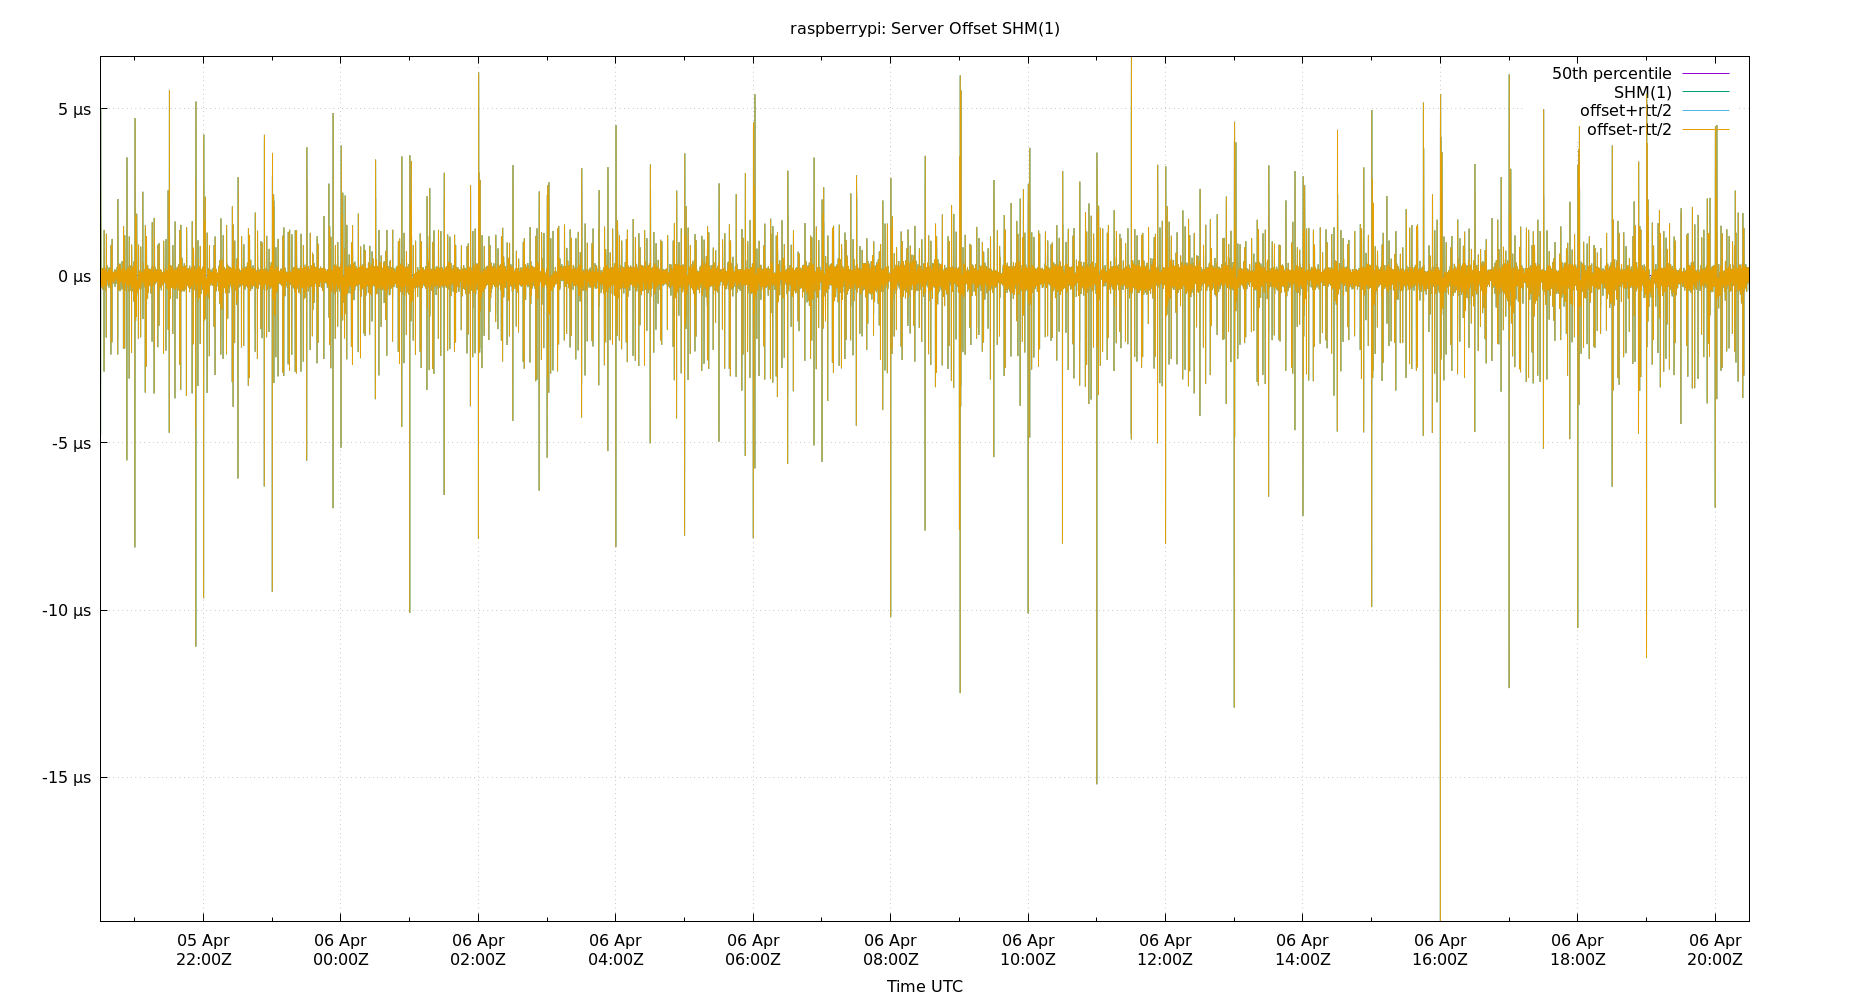 raspberrypi: Server Offset SHM(1)
50th percentile
SHM(1)
offset+rtt/2
offset-rtt/2
5 µs
0 µs
-5 µs
-10 µs
-15 µs
05 Apr 06 Apr 06 Apr 06 Apr 06 Apr 06 Apr 06 Apr 06 Apr 06 Apr 06 Apr 06 Apr 06 Apr
22:00Z 00:00Z 02:00Z 04:00Z 06:00Z 08:00Z 10:00Z 12:00Z 14:00Z 16:00Z 18:00Z 20:00Z
Time UTC